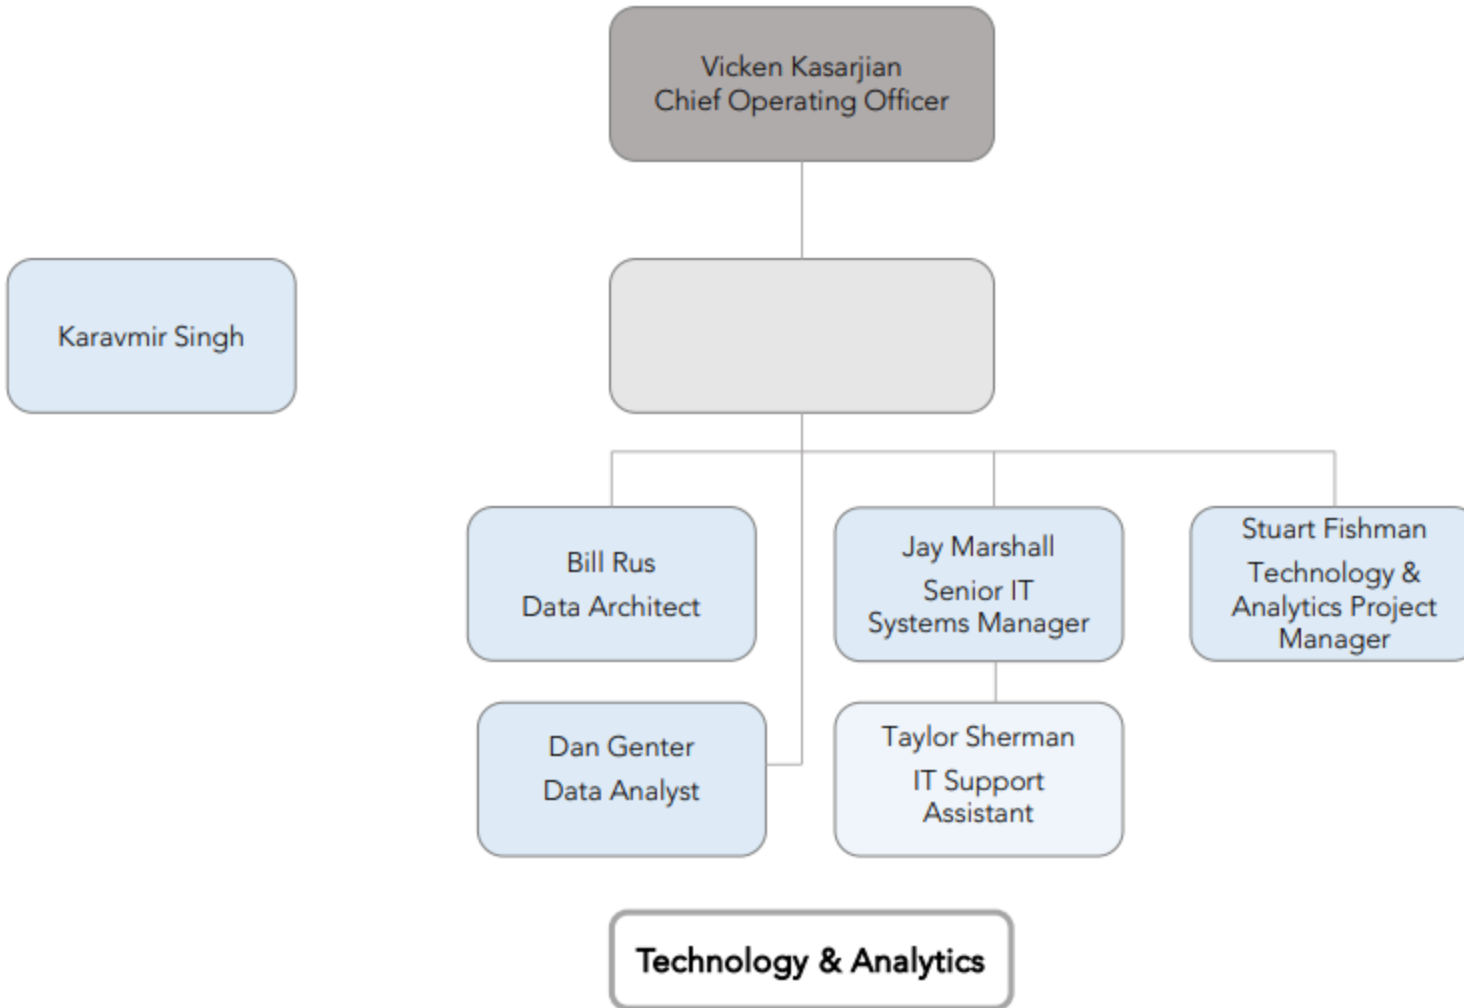 Vicken Kasarjian
Chief Operating Officer
Karavmir Singh
Bill Rus
Data Architect
Jay Marshall
Senior IT
Systems Manager
Stuart Fishman
Technology &
Analytics Project
Manager
Dan Genter
Data Analyst
Taylor Sherman
IT Support
Assistant
Technology & Analytics